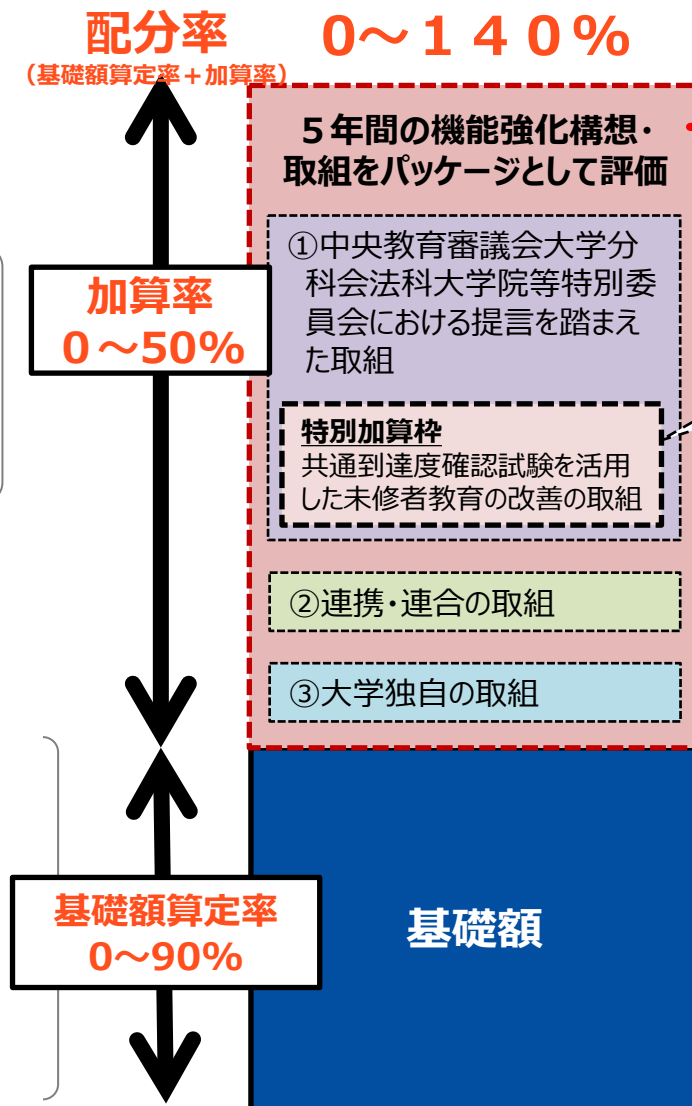 配分率
0～１４０％
（基礎額算定率＋加算率）
５年間の機能強化構想・
取組をパッケージとして評価
①中央教育審議会大学分
科会法科大学院等特別委
員会における提言を踏まえ
た取組
加算率
０～50%
特別加算枠
共通到達度確認試験を活用
した未修者教育の改善の取組
②連携・連合の取組
③大学独自の取組
基礎額算定率
0～90%
基礎額